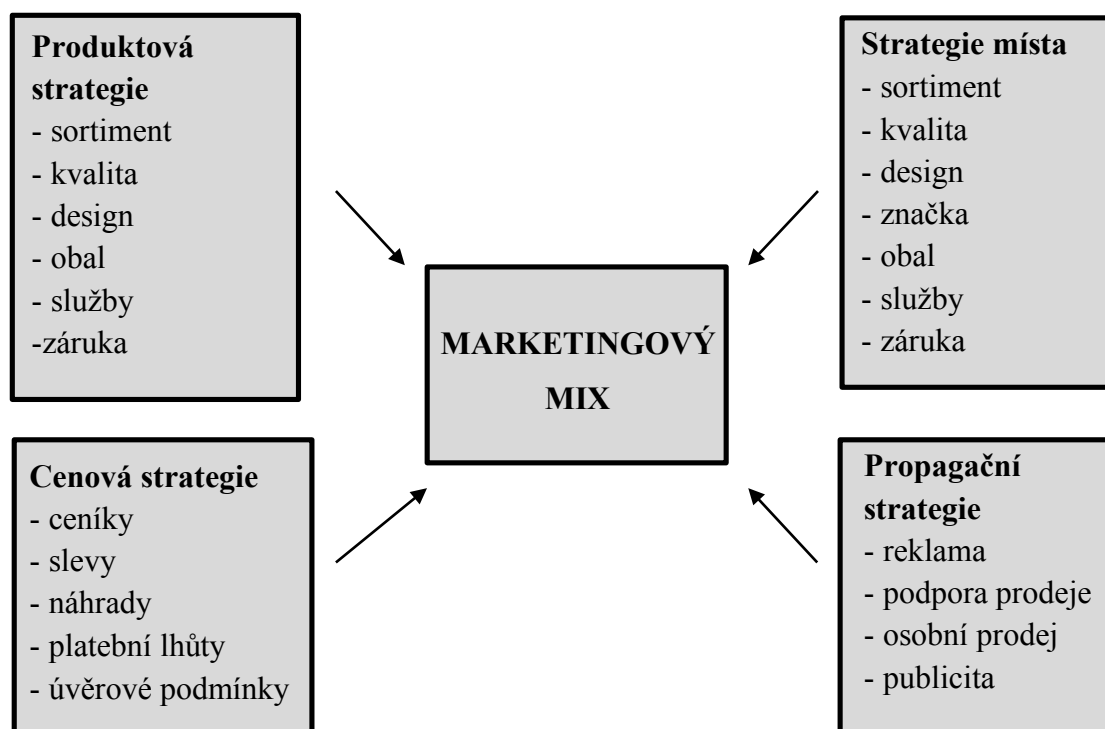 Produktová
strategie
- sortiment
- kvalita
- design
- obal
- služby
-záruka
Strategie místa
- sortiment
- kvalita
- design
- značka
- obal
- služby
- záruka
MARKETINGOVÝ
MIX
Cenová strategie
- ceníky
- slevy
- náhrady
- platební lhůty
- úvěrové podmínky
Propagační
strategie
- reklama
- podpora prodeje
- osobní prodej
- publicita